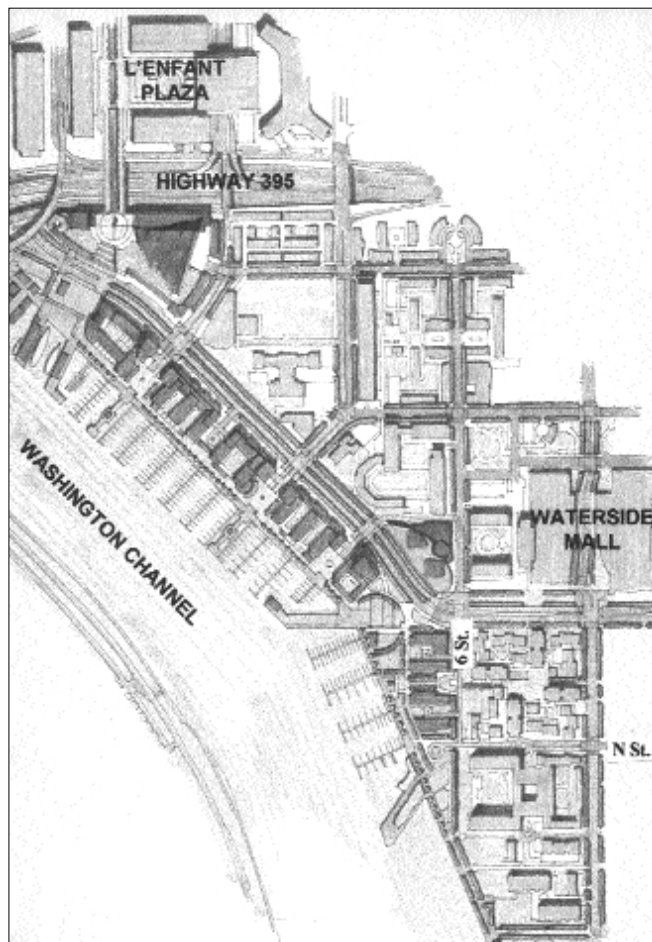 L'ENFANT
PLAZA
HIGHWAY 395
WASHINGTON CHANNEL
WATERSIDE
MALL
6 St.
N St.